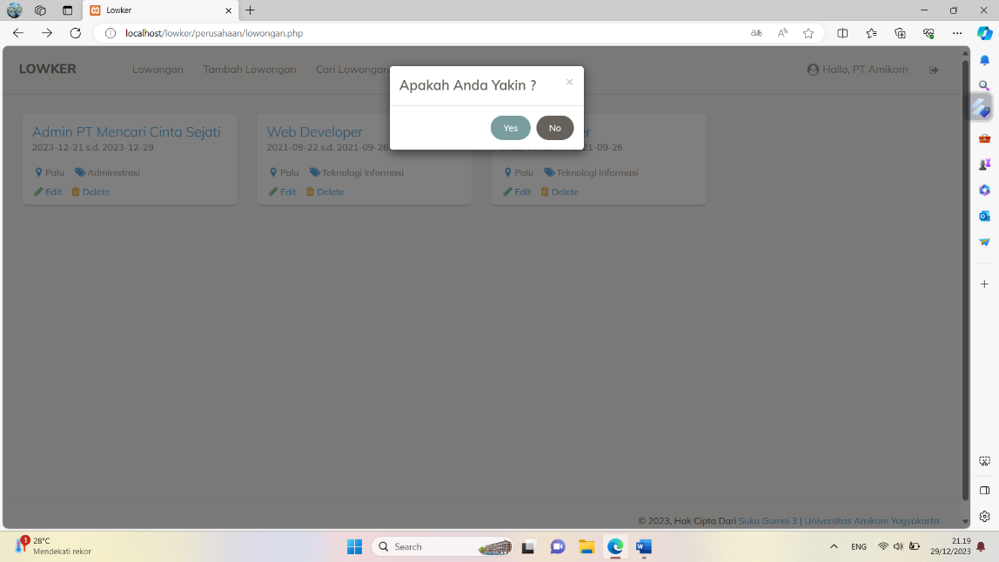 Lowker
localhost/lowker/perusahaan/lowongan.php
LOWKER
Lowongan
Tambah Lowongan
Cari Lowongan
Hallo, PT Amikom
Apakah Anda Yakin ?
×
Yes
No
Admin PT Mencari Cinta Sejati
2023-12-21 s.d. 2023-12-29
Palu
Administrasi
Edit
Delete
Web Developer
2021-09-22 s.d. 2021-09-26
Palu
Teknologi Informasi
Edit
Delete
21-09-26
Palu
Teknologi Informasi
Edit
Delete
© 2023, Hak Cipta Dari Suku Gumai 3 | Universitas Amikom Yogyakarta
1
28°C
Mendekati rekor
Search
ENG
21.19
29/12/2023